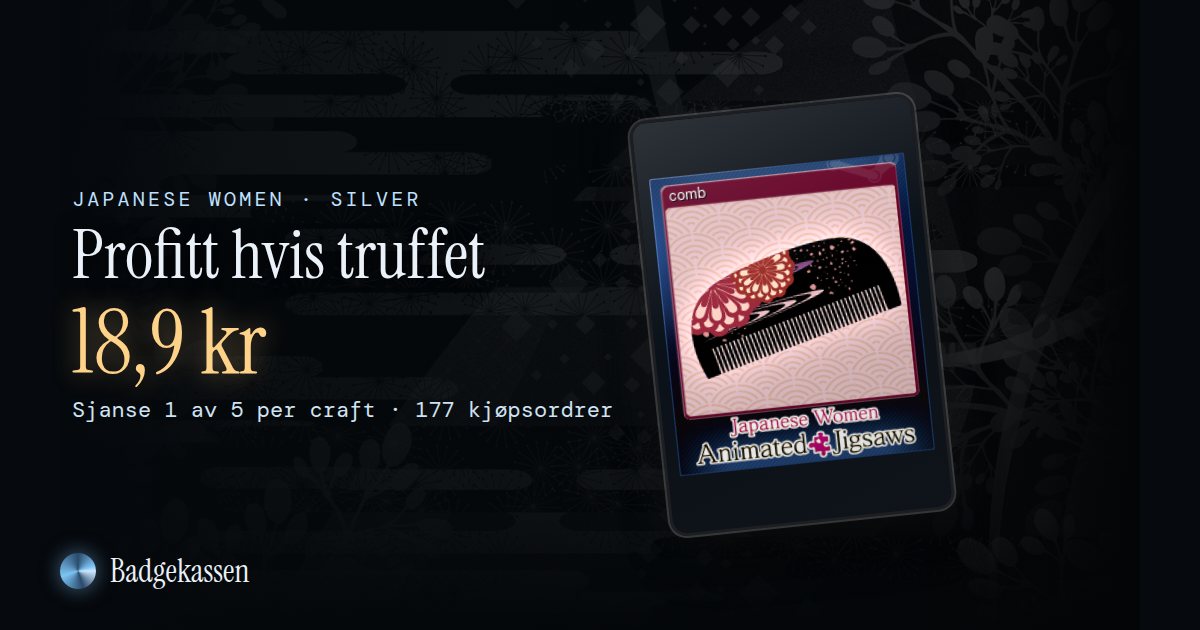 JAPANESE WOMEN · SILVER
Profitt hvis truffet
18,9 kr
Sjanse 1 av 5 per craft · 177 kjøpsordrer
comb
Japanese Women
Animated Jigsaws
Badgekassen